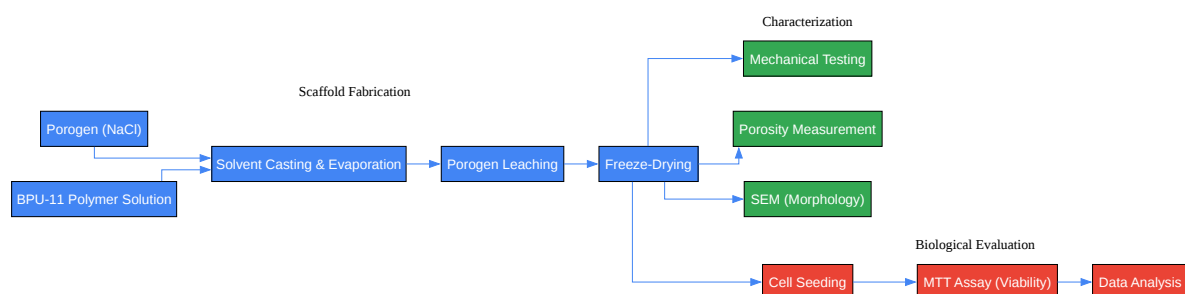 Characterization
Mechanical Testing
Scaffold Fabrication
Porogen (NaCl)
Porosity Measurement
Solvent Casting & Evaporation
Porogen Leaching
Freeze-Drying
BPU-11 Polymer Solution
SEM (Morphology)
Biological Evaluation
Cell Seeding
MTT Assay (Viability)
Data Analysis